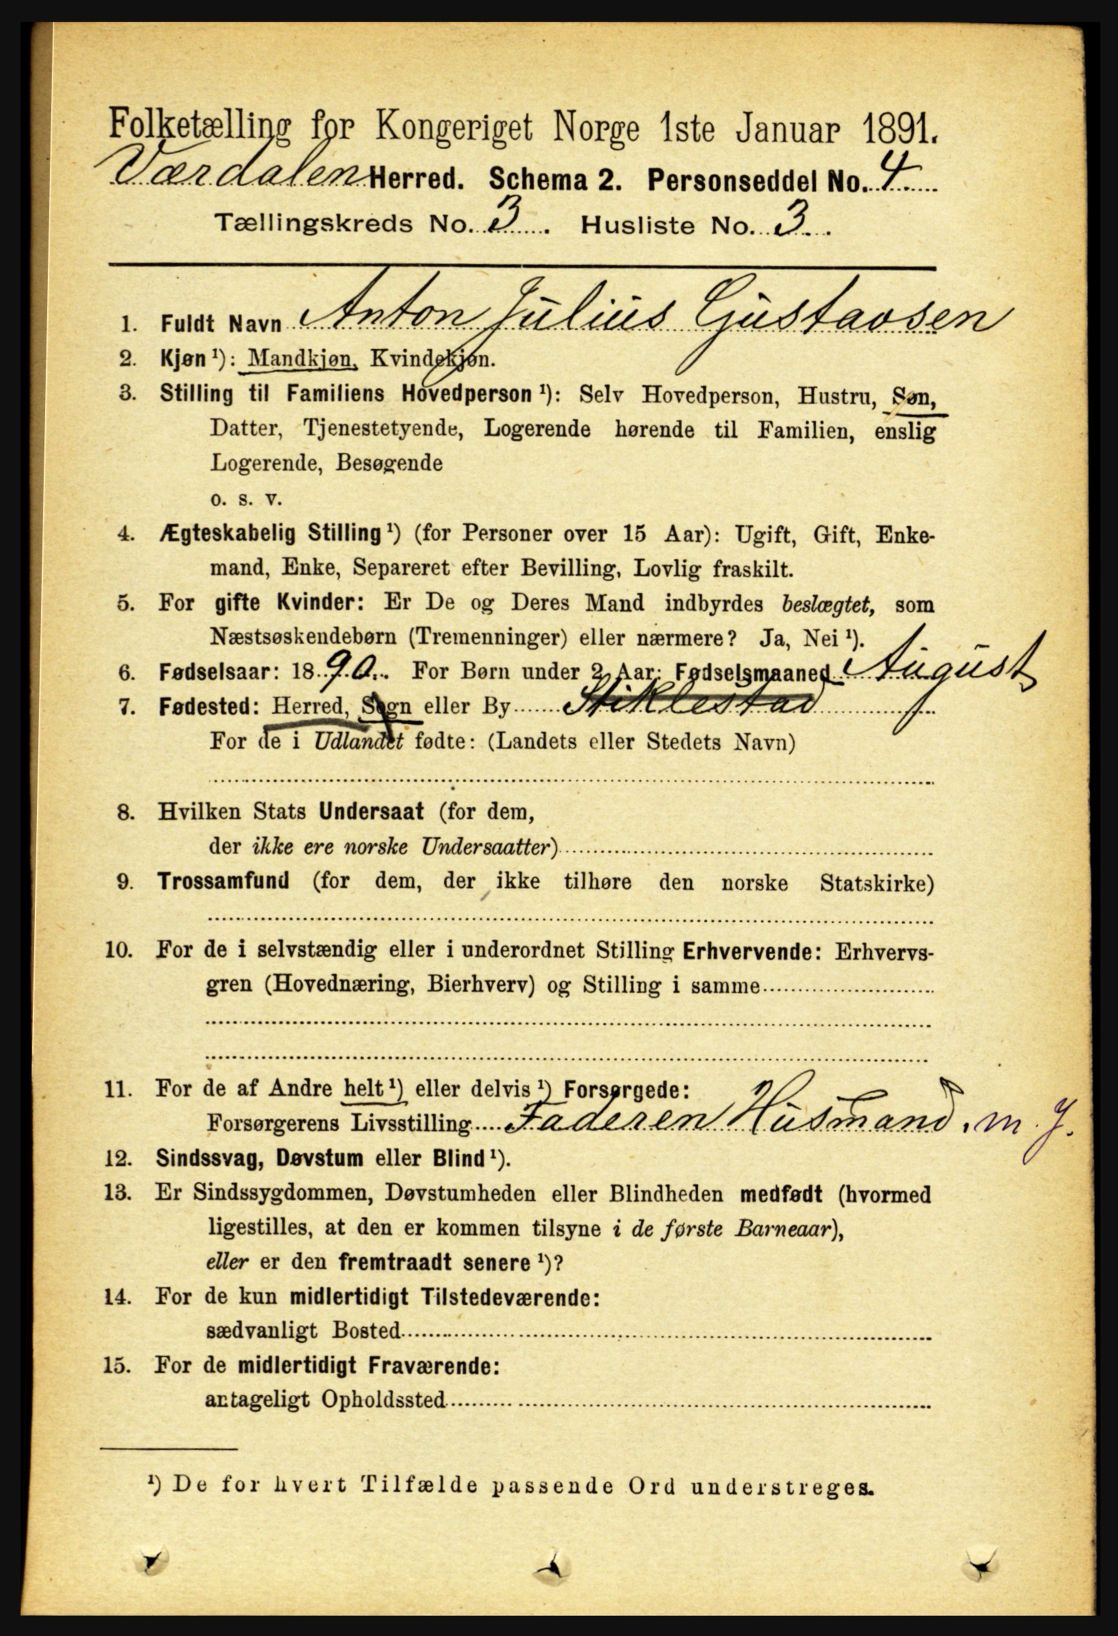 Folketælling for Kongeriget Norge 1ste Januar 1891.
Værdalen Herred. Schema 2. Personseddel No. 4.
Tællingskreds No. 3. Husliste No. 3.
1. Fuldt Navn Anton Julius Gustavsen
2. Kjøn ¹): Mandkjøn, Kvindekjøn.
3. Stilling til Familiens Hovedperson ¹): Selv Hovedperson, Hustru, Søn,
Datter, Tjenestetyende, Logerende hørende til Familien, enslig
Logerende, Besøgende
o. s. v.
4. Ægteskabelig Stilling ¹) (for Personer over 15 Aar): Ugift, Gift, Enke-
mand, Enke, Separeret efter Bevilling, Lovlig fraskilt.
5. For gifte Kvinder: Er De og Deres Mand indbyrdes beslægtet, som
Næstsøskendebørn (Tremenninger) eller nærmere? Ja, Nei ¹).
6. Fødselsaar: 1890. For Børn under 2 Aar: Fødselsmaaned August
7. Fødested: Herred, Sogn eller By Stiklestad
For de i Udlandet fødte: (Landets eller Stedets Navn)
8. Hvilken Stats Undersaat (for dem,
der ikke ere norske Undersaatter)
9. Trossamfund (for dem, der ikke tilhøre den norske Statskirke)
10. For de i selvstændig eller i underordnet Stilling Erhvervende: Erhvervs-
gren (Hovednæring, Bierhverv) og Stilling i samme
11. For de af Andre helt ¹) eller delvis ¹) Forsørgede:
Forsørgerens Livsstilling Faderen Husmand. m. J.
12. Sindssvag, Døvstum eller Blind ¹).
13. Er Sindssygdommen, Døvstumheden eller Blindheden medfødt (hvormed
ligestilles, at den er kommen tilsyne i de første Barneaar),
eller er den fremtraadt senere ¹)?
14. For de kun midlertidigt Tilstedeværende:
sædvanligt Bosted
15. For de midlertidigt Fraværende:
antageligt Opholdssted
¹) De for hvert Tilfælde passende Ord understreges.